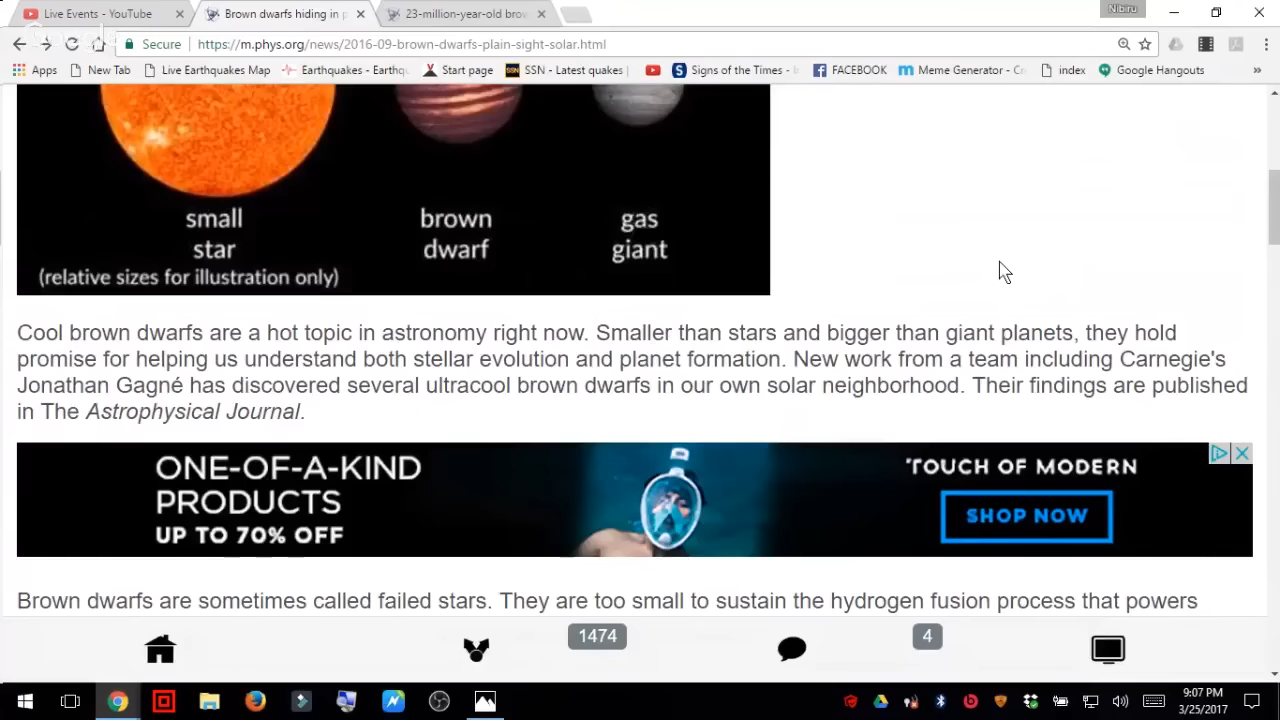 Live Events - YouTube
Brown dwarfs hiding in p
23-million-year-old brow
Nibiru
Secure
https://m.phys.org/news/2016-09-brown-dwarfs-plain-sight-solar.html
Apps
New Tab
Live Earthquakes Map
Earthquakes - Earthqu
Start page
SSN
SSN - Latest quakes |
Signs of the Times -
FACEBOOK
Meme Generator - Cr
index
Google Hangouts
small
star
brown
dwarf
gas
giant
(relative sizes for illustration only)
Cool brown dwarfs are a hot topic in astronomy right now. Smaller than stars and bigger than giant planets, they hold
promise for helping us understand both stellar evolution and planet formation. New work from a team including Carnegie's
Jonathan Gagné has discovered several ultracool brown dwarfs in our own solar neighborhood. Their findings are published
in The Astrophysical Journal.
ONE-OF-A-KIND
PRODUCTS
UP TO 70% OFF
TOUCH OF MODERN
SHOP NOW
Brown dwarfs are sometimes called failed stars. They are too small to sustain the hydrogen fusion process that powers
1474
4
9:07 PM
3/25/2017